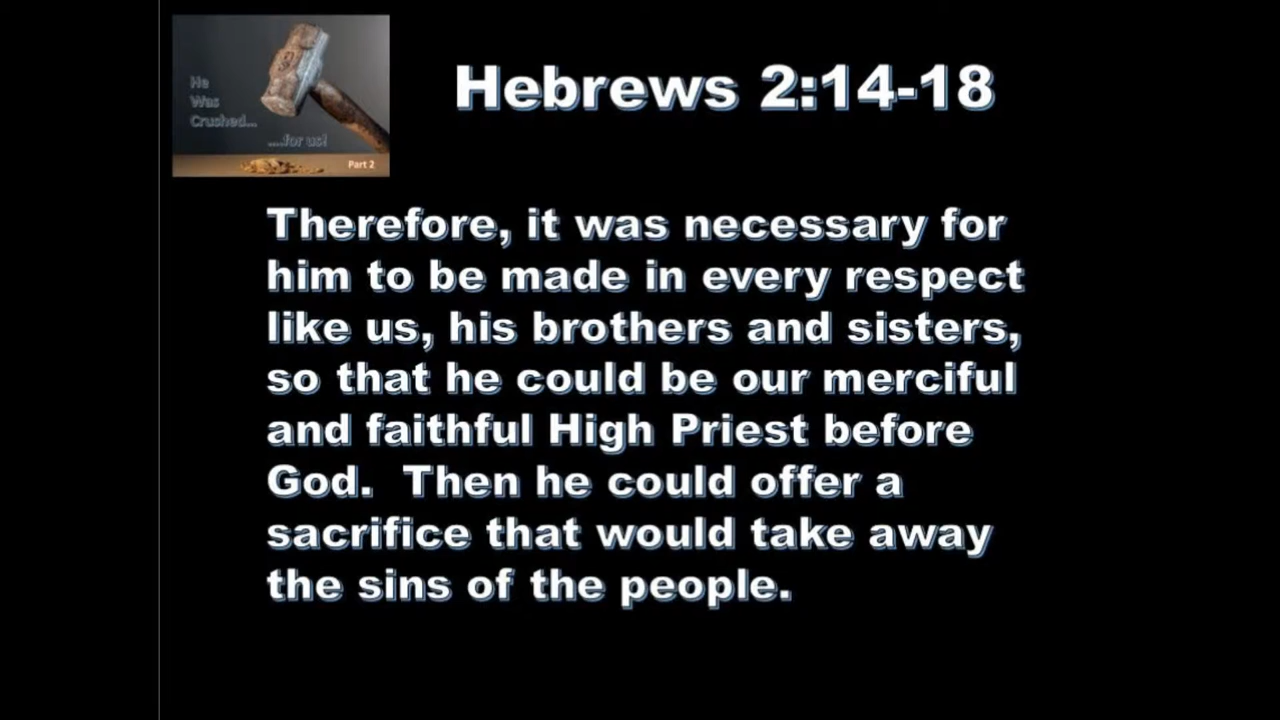 He
Was
Crushed...
....for us!
Part 2
Hebrews 2:14-18
Therefore, it was necessary for
him to be made in every respect
like us, his brothers and sisters,
so that he could be our merciful
and faithful High Priest before
God.  Then he could offer a
sacrifice that would take away
the sins of the people.